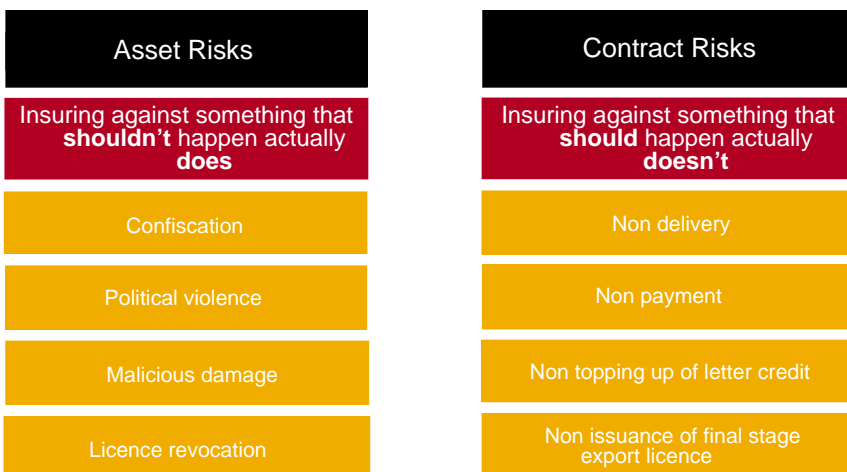 Asset Risks
Insuring against something that
shouldn't happen actually
does
Confiscation
Political violence
Malicious damage
Licence revocation
Contract Risks
Insuring against something that
should happen actually
doesn't
Non delivery
Non payment
Non topping up of letter credit
Non issuance of final stage
export licence